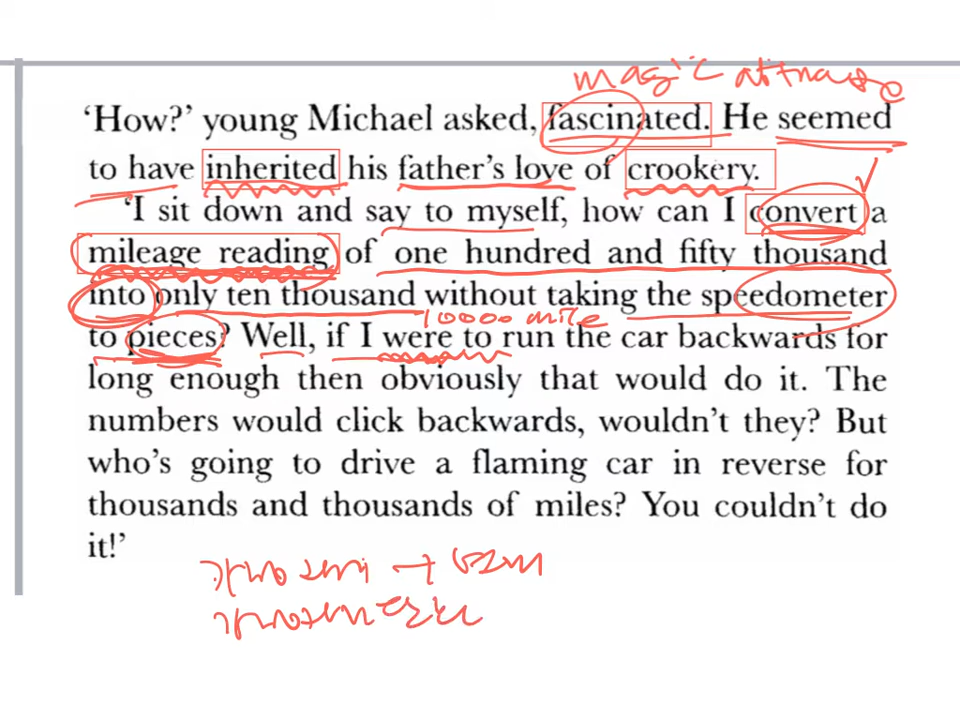 magic
'How?' young Michael asked, fascinated. He seemed
to have inherited his father's love of crookery.
'I sit down and say to myself, how can I convert a
mileage reading of one hundred and fifty thousand
into only ten thousand without taking the speedometer
10000 mile
to pieces? Well, if I were to run the car backwards for
long enough then obviously that would do it. The
numbers would click backwards, wouldn't they? But
who's going to drive a flaming car in reverse for
thousands and thousands of miles? You couldn't do
it!'